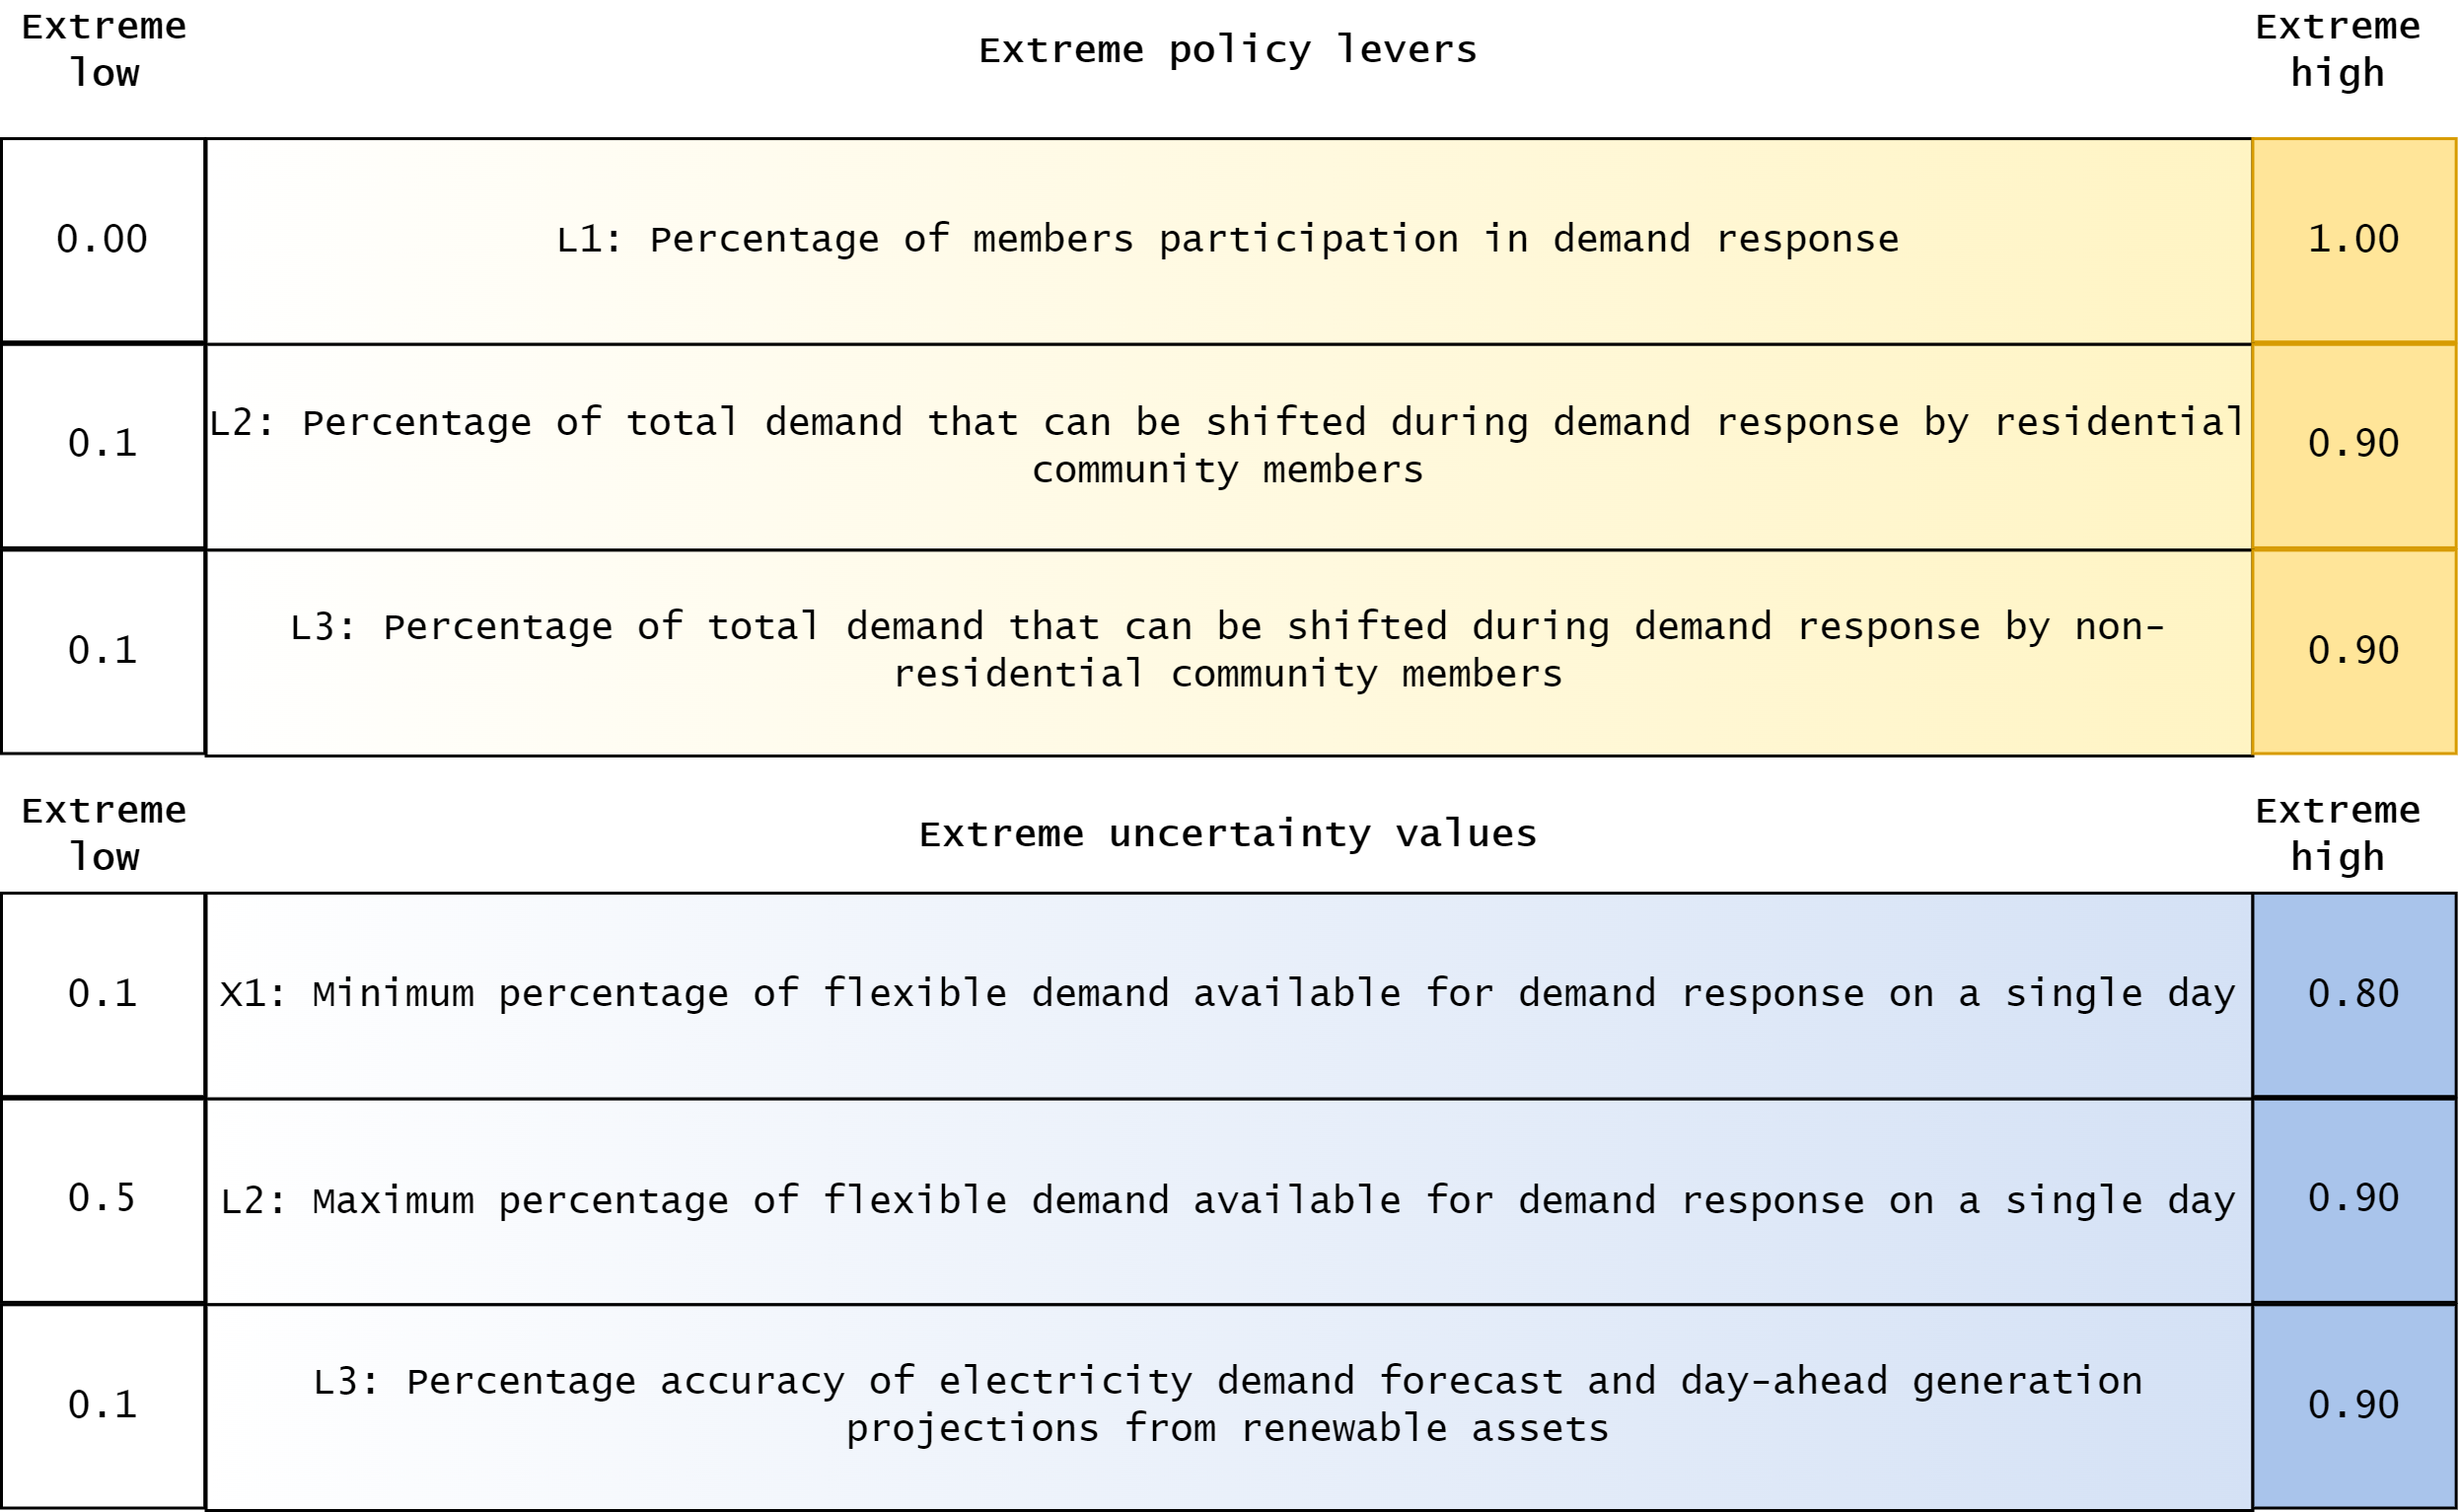 Extreme
low
Extreme policy levers
Extreme
high
0.00
L1: Percentage of members participation in demand response
1.00
0.1
L2: Percentage of total demand that can be shifted during demand response by residential
community members
0.90
0.1
L3: Percentage of total demand that can be shifted during demand response by non-
residential community members
0.90
Extreme
low
Extreme uncertainty values
Extreme
high
0.1
X1: Minimum percentage of flexible demand available for demand response on a single day
0.80
0.5
L2: Maximum percentage of flexible demand available for demand response on a single day
0.90
0.1
L3: Percentage accuracy of electricity demand forecast and day-ahead generation
projections from renewable assets
0.90